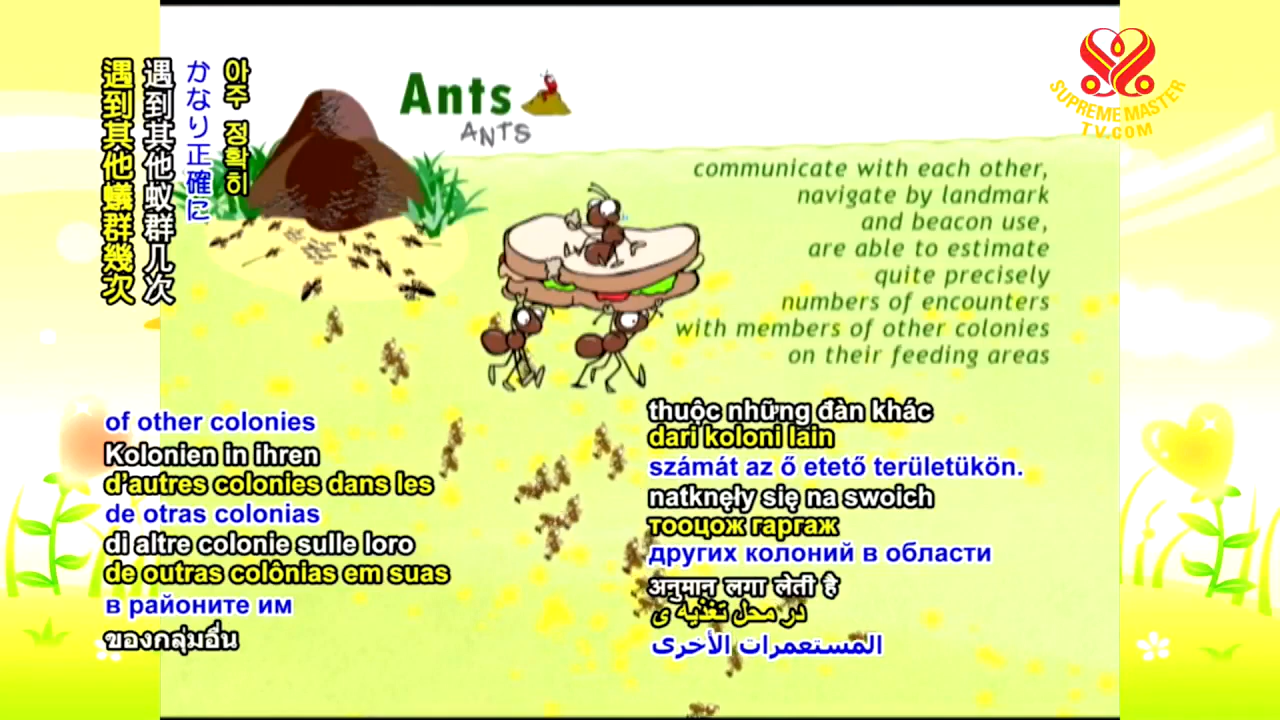 遇到其他蟻群幾次
遇到其他蚁群几次
かなり正確に
아주 정확히
Ants
ANTS
SUPREME MASTER
TV.COM
communicate with each other,
navigate by landmark
and beacon use,
are able to estimate
quite precisely
numbers of encounters
with members of other colonies
on their feeding areas
of other colonies
Kolonien in ihren
d'autres colonies dans les
de otras colonias
di altre colonie sulle loro
de outras colônias em suas
в районите им
ของกลุ่มอื่น
thuộc những đàn khác
dari koloni lain
számát az ő etető területükön.
natknęły się na swoich
тооцож гаргаж
других колоний в области
अनुमान लगा लेती है
در محل تغذیه ی
المستعمرات الأخرى